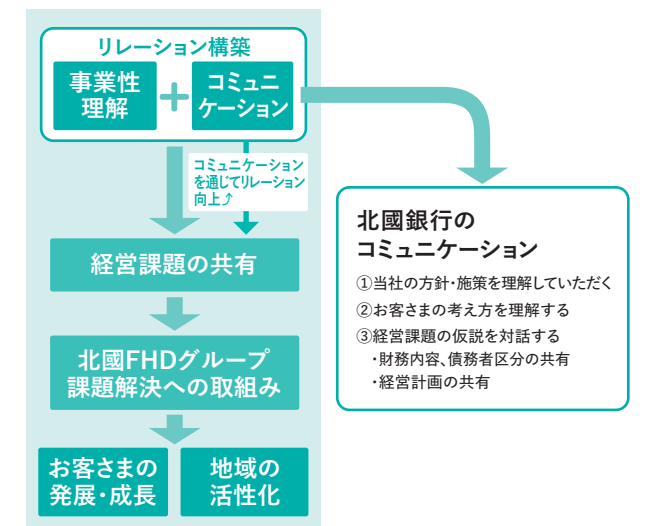 リレーション構築
事業性
理解
+
コミュニ
ケーション
コミュニケーション
を通じてリレーション
向上⤴
経営課題の共有
北國FHDグループ
課題解決への取組み
お客さまの
発展・成長
地域の
活性化
北國銀行の
コミュニケーション
①当社の方針・施策を理解していただく
②お客さまの考え方を理解する
③経営課題の仮説を対話する
・財務内容、債務者区分の共有
・経営計画の共有